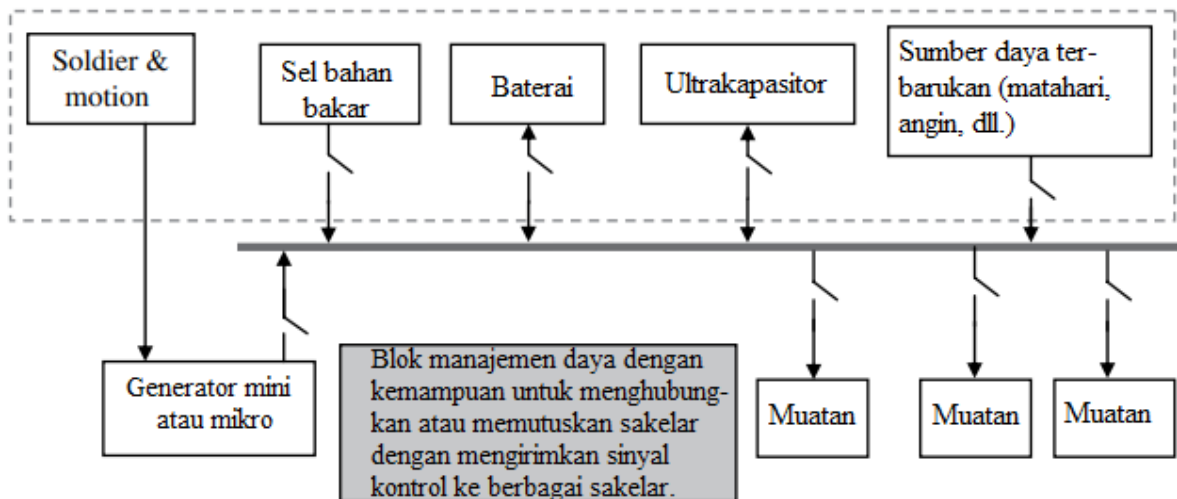 Soldier &
motion
Sel bahan
bakar
Baterai
Ultrakapasitor
Sumber daya ter-
barukan (matahari,
angin, dll.)
Generator mini
atau mikro
Blok manajemen daya dengan
kemampuan untuk menghubung-
kan atau memutuskan sakelar
dengan mengirimkan sinyal
kontrol ke berbagai sakelar.
Muatan
Muatan
Muatan